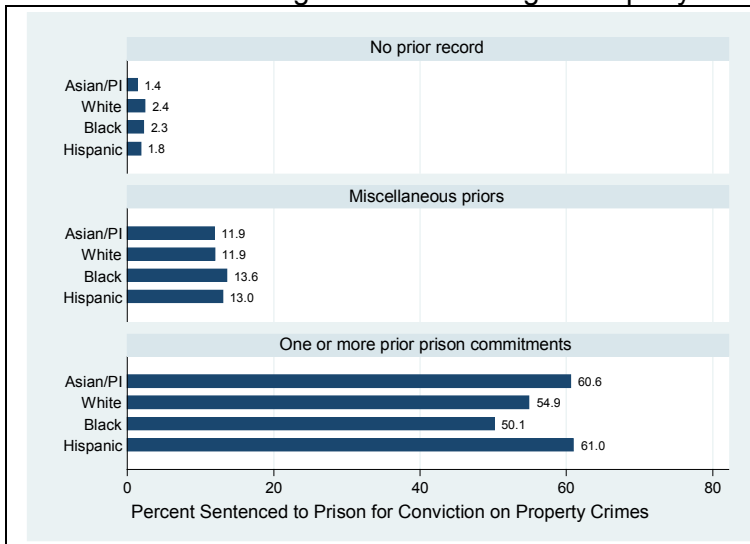 No prior record
Asian/PI 1.4
White 2.4
Black 2.3
Hispanic 1.8
Miscellaneous priors
Asian/PI 11.9
White 11.9
Black 13.6
Hispanic 13.0
One or more prior prison commitments
Asian/PI 60.6
White 54.9
Black 50.1
Hispanic 61.0
0 20 40 60 80
Percent Sentenced to Prison for Conviction on Property Crimes